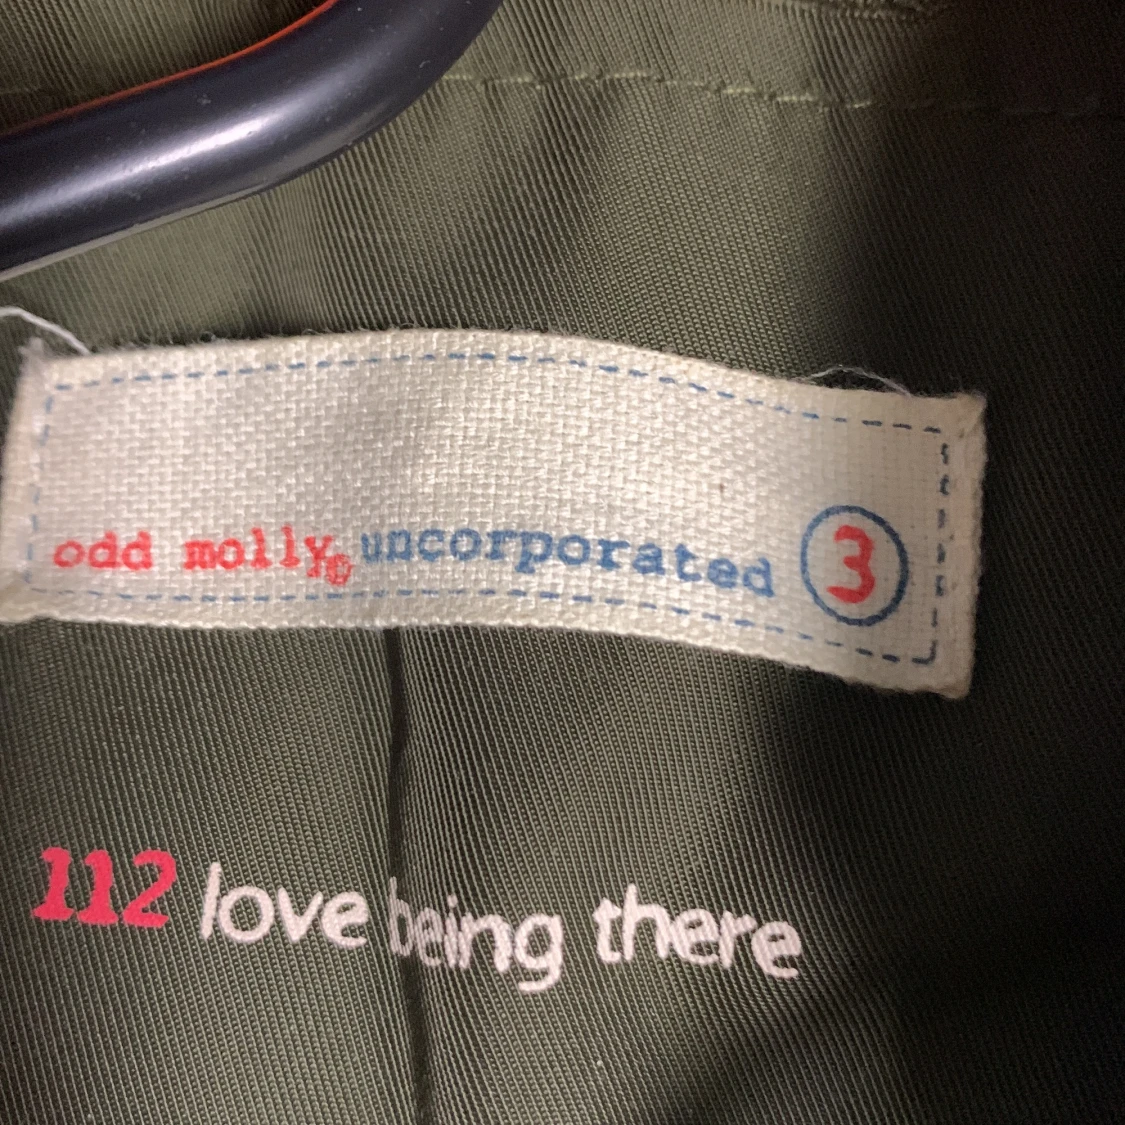 odd molly© uncorporated 3
112 love being there